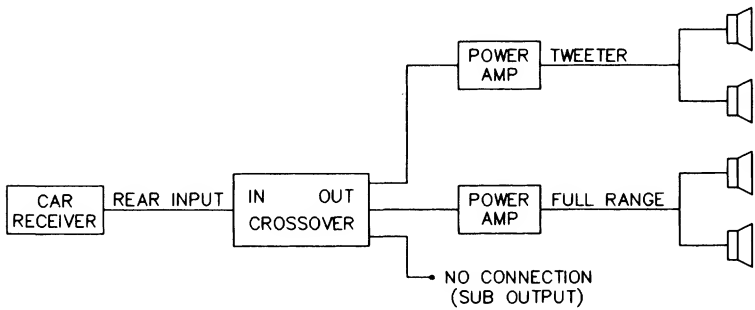 POWER
AMP
TWEETER
CAR
RECEIVER
REAR INPUT
IN OUT
CROSSOVER
POWER
AMP
FULL RANGE
NO CONNECTION
(SUB OUTPUT)